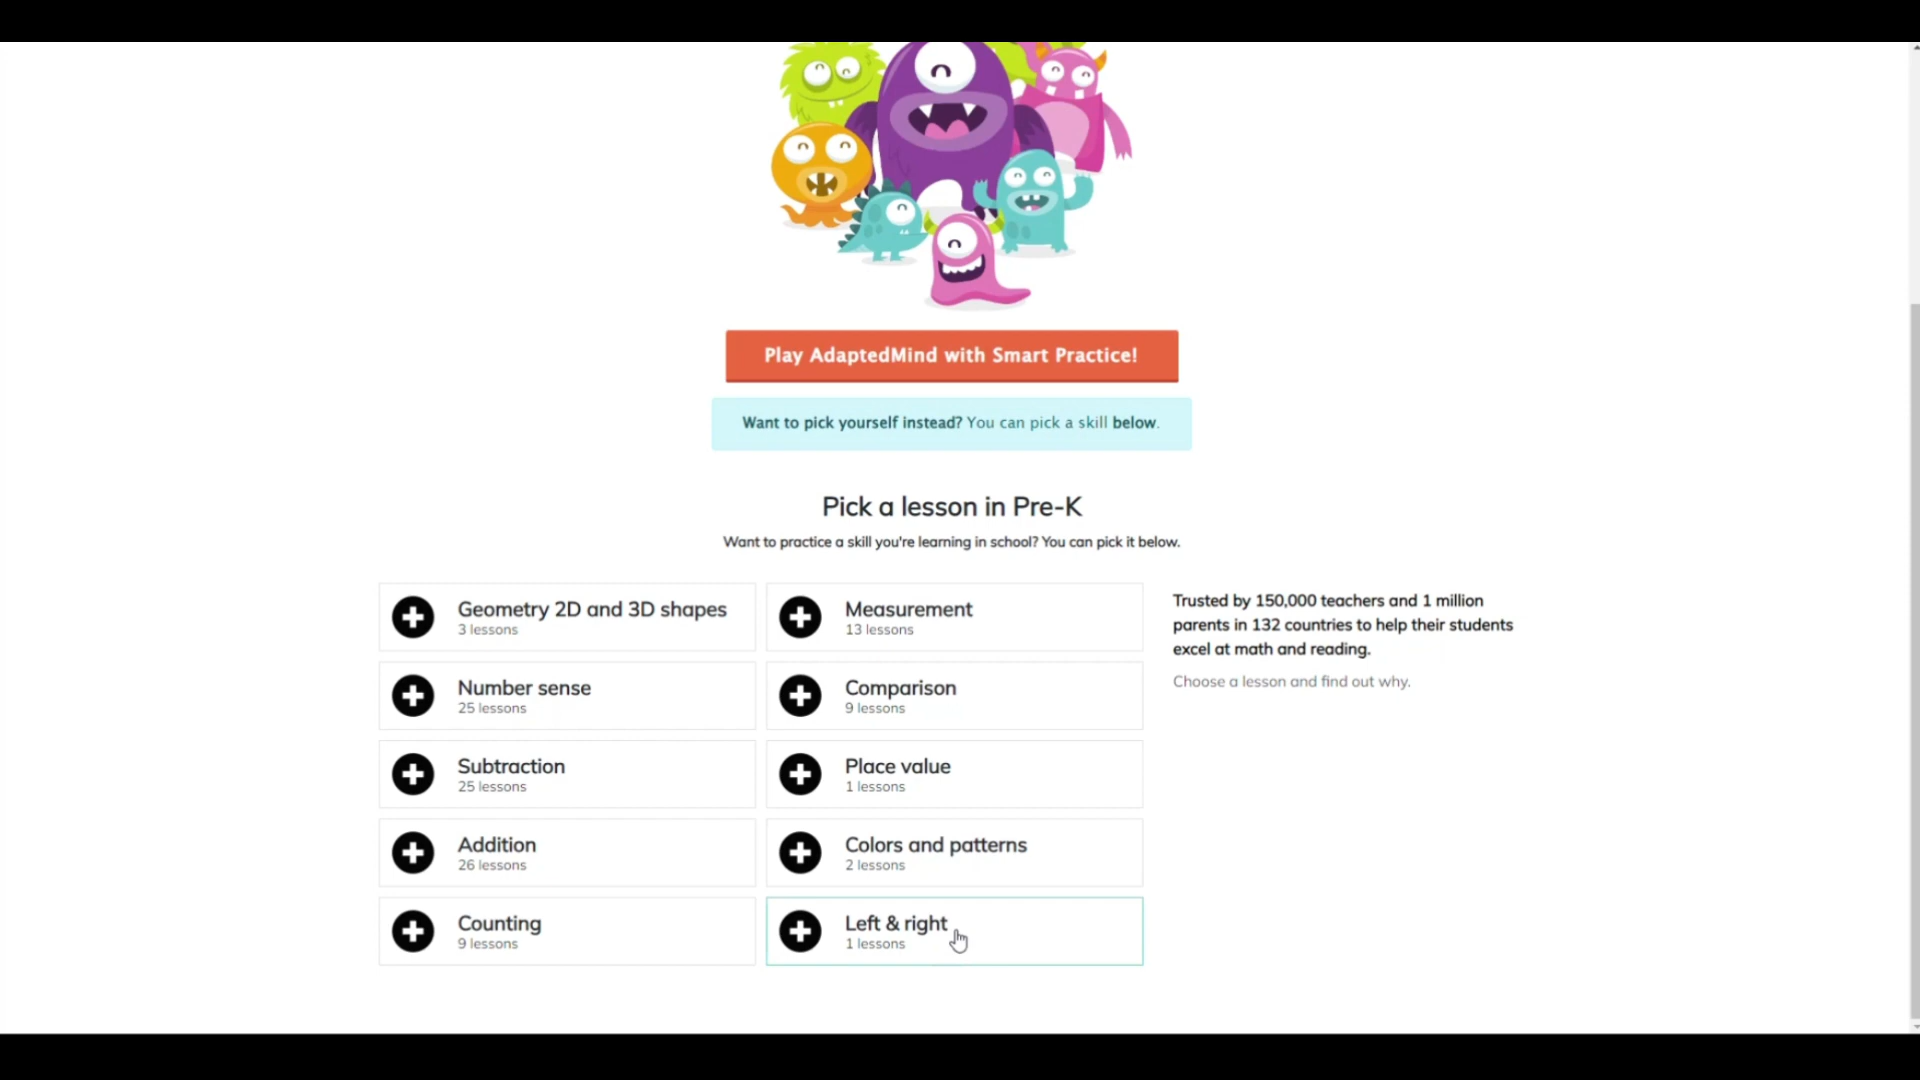 Play AdaptedMind with Smart Practice!
Want to pick yourself instead? You can pick a skill below.
Pick a lesson in Pre-K
Want to practice a skill you're learning in school? You can pick it below.
Geometry 2D and 3D shapes
3 lessons
Measurement
13 lessons
Number sense
25 lessons
Comparison
9 lessons
Subtraction
25 lessons
Place value
1 lessons
Addition
26 lessons
Colors and patterns
2 lessons
Counting
9 lessons
Left & right
1 lessons
Trusted by 150,000 teachers and 1 million
parents in 132 countries to help their students
excel at math and reading.
Choose a lesson and find out why.